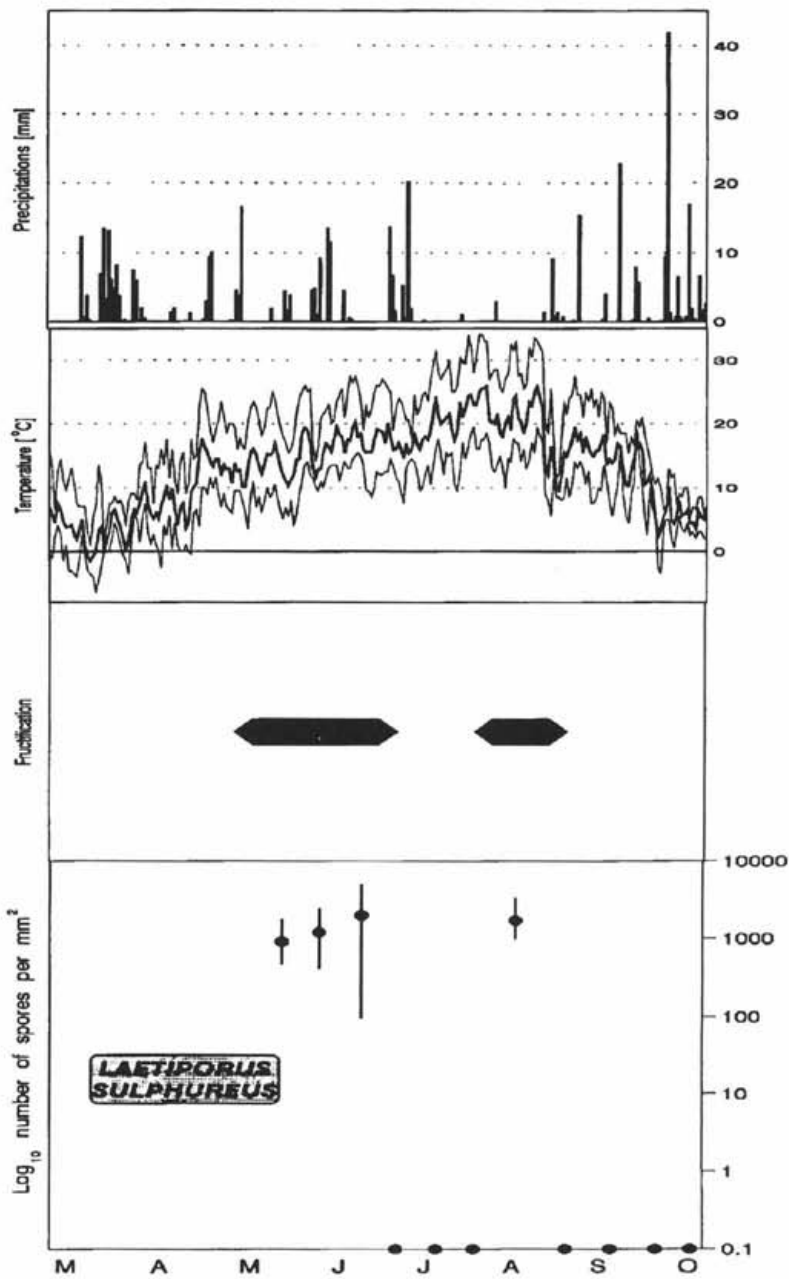 Precipitations [mm]
40
30
20
10
0
Temperature [°C]
30
20
10
0
Fructification
Log₁₀ number of spores per mm²
10000
1000
100
10
1
0.1
LAETIPORUS
SULPHUREUS
M A M J J A S O